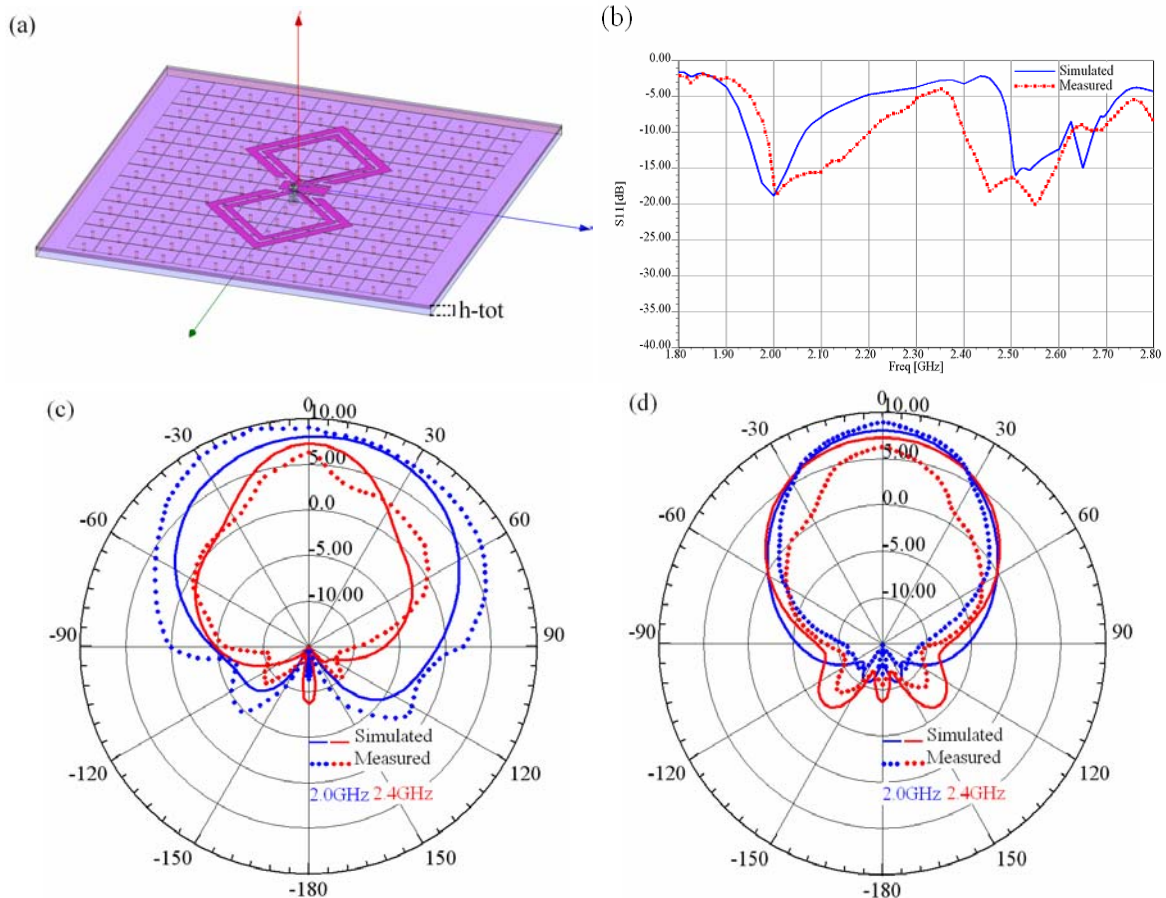 (a)
h-tot
(b)
0.00
-5.00
-10.00
-15.00
-20.00
-25.00
-30.00
-35.00
-40.00
S11[dB]
Simulated
Measured
1.80 1.90 2.00 2.10 2.20 2.30 2.40 2.50 2.60 2.70 2.80
Freq [GHz]
(c)
0
10.00
-30 30
5.00
-60 60
0.0
-5.00
-10.00
-90 90
Simulated
Measured
2.0GHz 2.4GHz
-120 120
-150 150
-180
(d)
0
10.00
-30 30
5.00
-60 60
0.0
-5.00
-10.00
-90 90
Simulated
Measured
2.0GHz 2.4GHz
-120 120
-150 150
-180